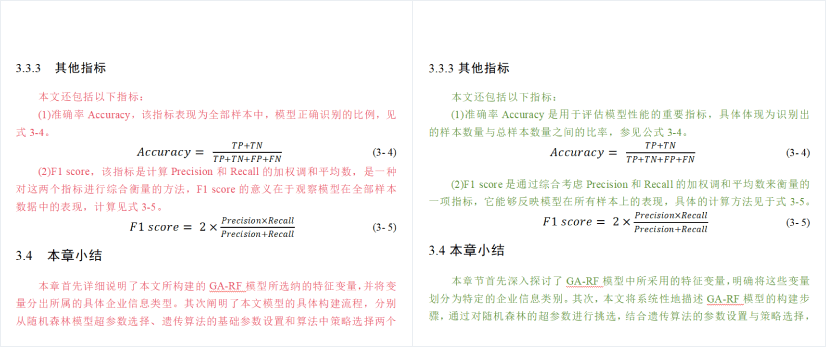 3.3.3 其他指标
本文还包括以下指标：
(1)准确率 Accuracy，该指标表现为全部样本中，模型正确识别的比例，见
式 3-4。
Accuracy = TP+TN / TP+TN+FP+FN (3-4)
(2)F1 score，该指标是计算 Precision 和 Recall 的加权调和平均数，是一种
对这两个指标进行综合衡量的方法，F1 score 的意义在于观察模型在全部样本
数据中的表现，计算见式 3-5。
F1 score = 2 × Precision×Recall / Precision+Recall (3-5)
3.4 本章小结
本章首先详细说明了本文所构建的 GA-RF 模型所选纳的特征变量，并将变
量分出所属的具体企业信息类型。其次阐明了本文模型的具体构建流程，分别
从随机森林模型超参数选择、遗传算法的基础参数设置和算法中策略选择两个
3.3.3 其他指标
本文还包括以下指标：
(1)准确率 Accuracy 是用于评估模型性能的重要指标，具体体现为识别出
的样本数量与总样本数量之间的比率，参见公式 3-4。
Accuracy = TP+TN / TP+TN+FP+FN (3-4)
(2)F1 score 是通过综合考虑 Precision 和 Recall 的加权调和平均数来衡量的
一项指标，它能够反映模型在所有样本上的表现，具体的计算方法见于式 3-5。
F1 score = 2 × Precision×Recall / Precision+Recall (3-5)
3.4 本章小结
本章节首先深入探讨了 GA-RF 模型中所采用的特征变量，明确将这些变量
划分为特定的企业信息类别。其次，本文将系统性地描述 GA-RF 模型的构建步
骤，通过对随机森林的超参数进行挑选，结合遗传算法的参数设置与策略选择，